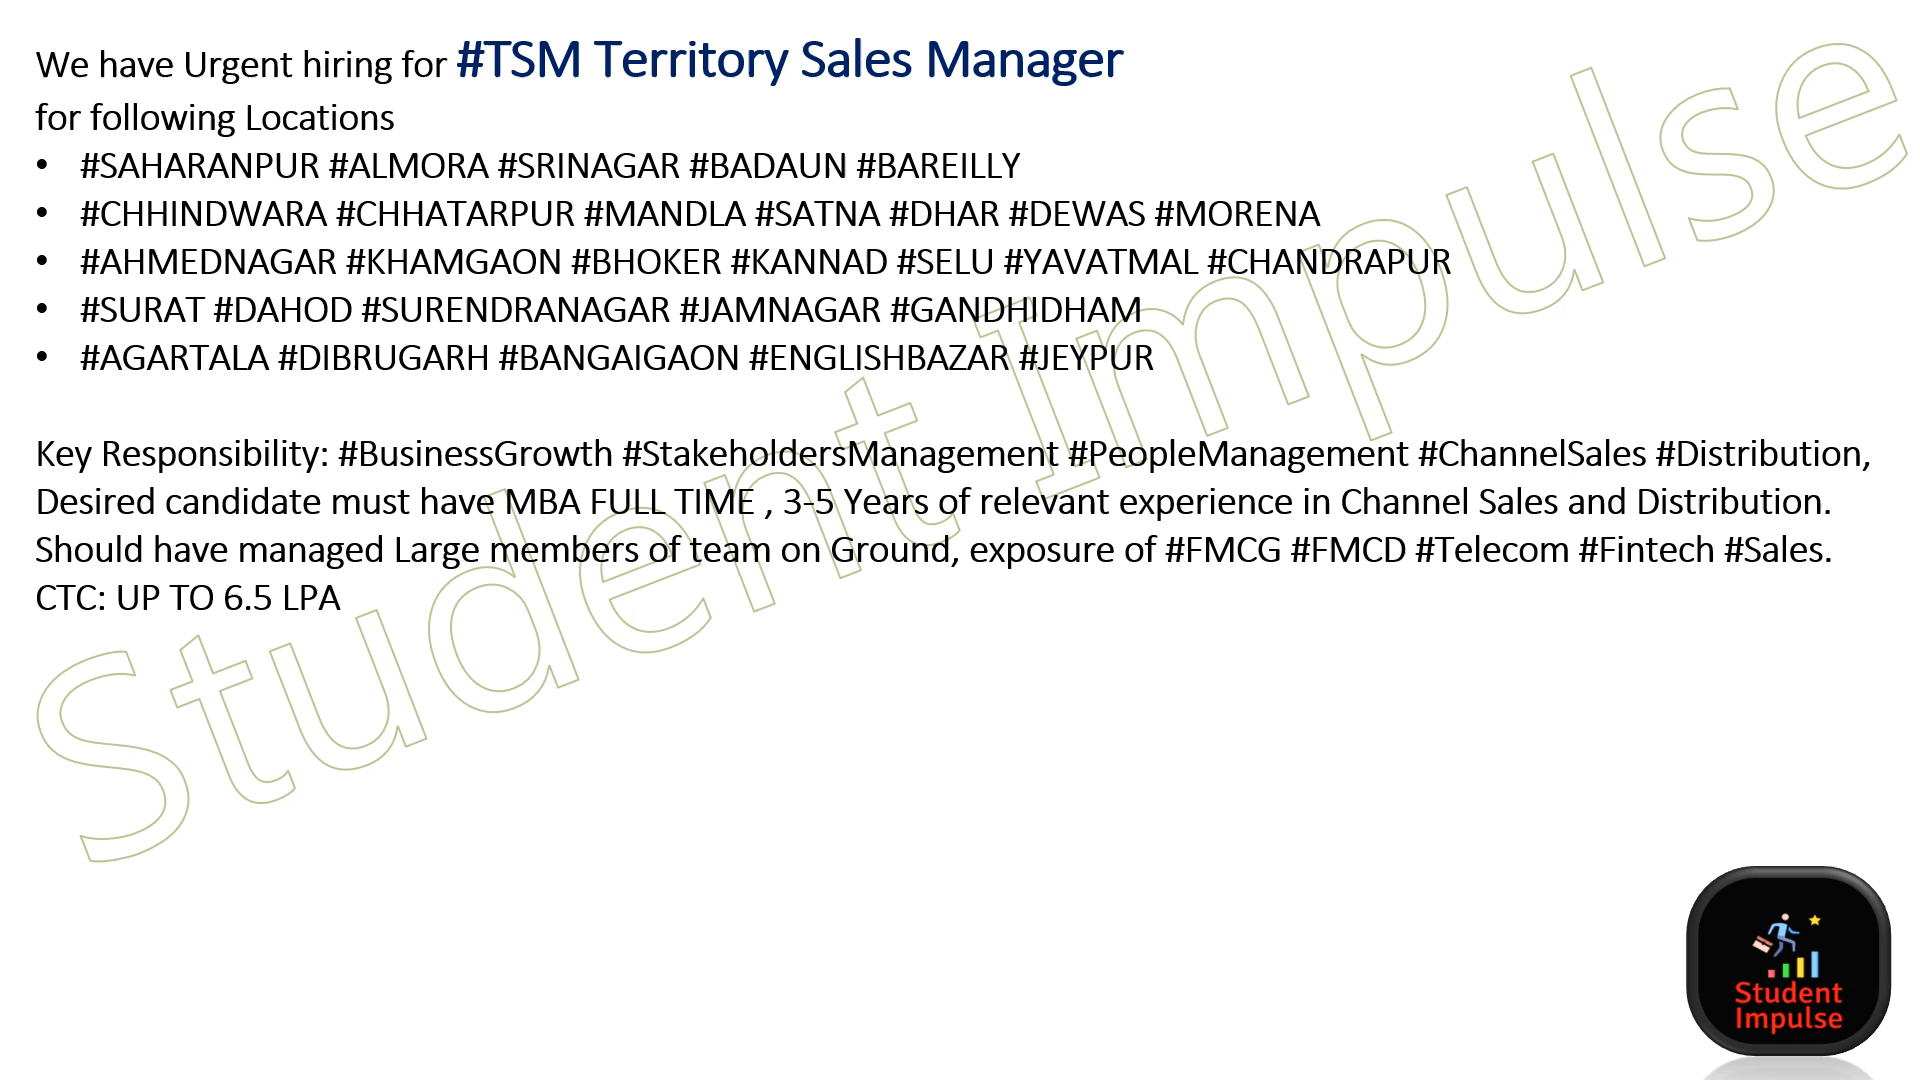 We have Urgent hiring for #TSM Territory Sales Manager
for following Locations
• #SAHARANPUR #ALMORA #SRINAGAR #BADAUN #BAREILLY
• #CHHINDWARA #CHHATARPUR #MANDLA #SATNA #DHAR #DEWAS #MORENA
• #AHMEDNAGAR #KHAMGAON #BHOKER #KANNAD #SELU #YAVATMAL #CHANDRAPUR
• #SURAT #DAHOD #SURENDRANAGAR #JAMNAGAR #GANDHIDHAM
• #AGARTALA #DIBRUGARH #BANGAIGAON #ENGLISHBAZAR #JEYPUR
Key Responsibility: #BusinessGrowth #StakeholdersManagement #PeopleManagement #ChannelSales #Distribution,
Desired candidate must have MBA FULL TIME , 3-5 Years of relevant experience in Channel Sales and Distribution.
Should have managed Large members of team on Ground, exposure of #FMCG #FMCD #Telecom #Fintech #Sales.
CTC: UP TO 6.5 LPA
Student Impulse
Student
Impulse